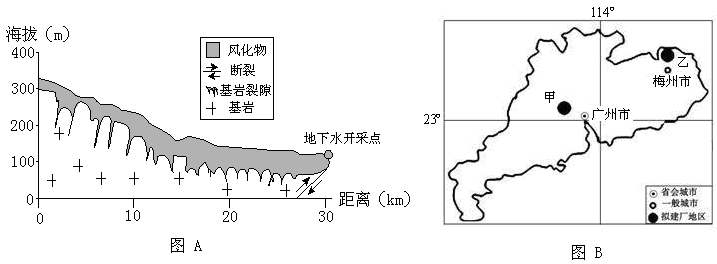 海拔(m)
400
300
200
100
0
风化物
断裂
基岩裂隙
基岩
地下水开采点
0
10
20
30
距离(km)
图 A
114°
23°
甲
乙
梅州市
广州市
省会城市
一般城市
拟建厂地区
图 B